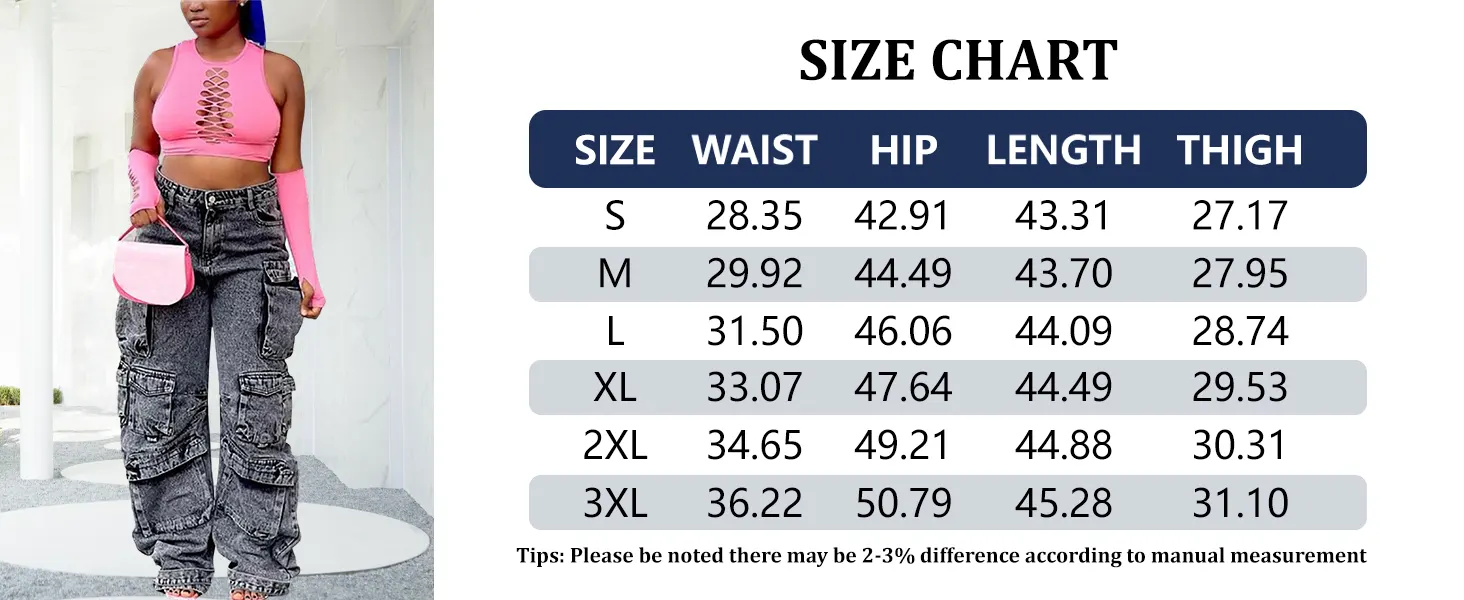 SIZE CHART
SIZE WAIST HIP LENGTH THIGH
S 28.35 42.91 43.31 27.17
M 29.92 44.49 43.70 27.95
L 31.50 46.06 44.09 28.74
XL 33.07 47.64 44.49 29.53
2XL 34.65 49.21 44.88 30.31
3XL 36.22 50.79 45.28 31.10
Tips: Please be noted there may be 2-3% difference according to manual measurement